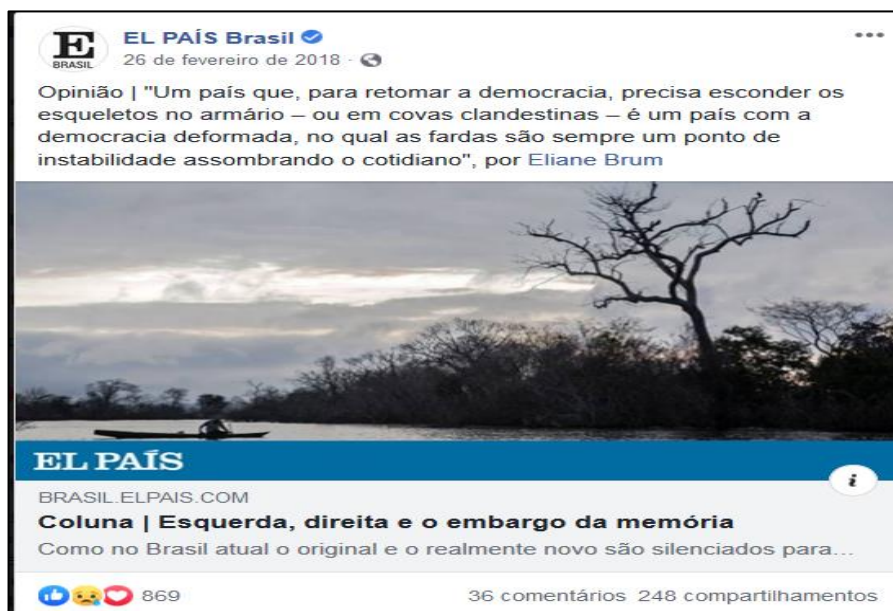 E
BRASIL
EL PAÍS Brasil
26 de fevereiro de 2018 ·
Opinião | "Um país que, para retomar a democracia, precisa esconder os
esqueletos no armário – ou em covas clandestinas – é um país com a
democracia deformada, no qual as fardas são sempre um ponto de
instabilidade assombrando o cotidiano", por Eliane Brum
EL PAÍS
i
BRASIL.ELPAIS.COM
Coluna | Esquerda, direita e o embargo da memória
Como no Brasil atual o original e o realmente novo são silenciados para...
869
36 comentários 248 compartilhamentos